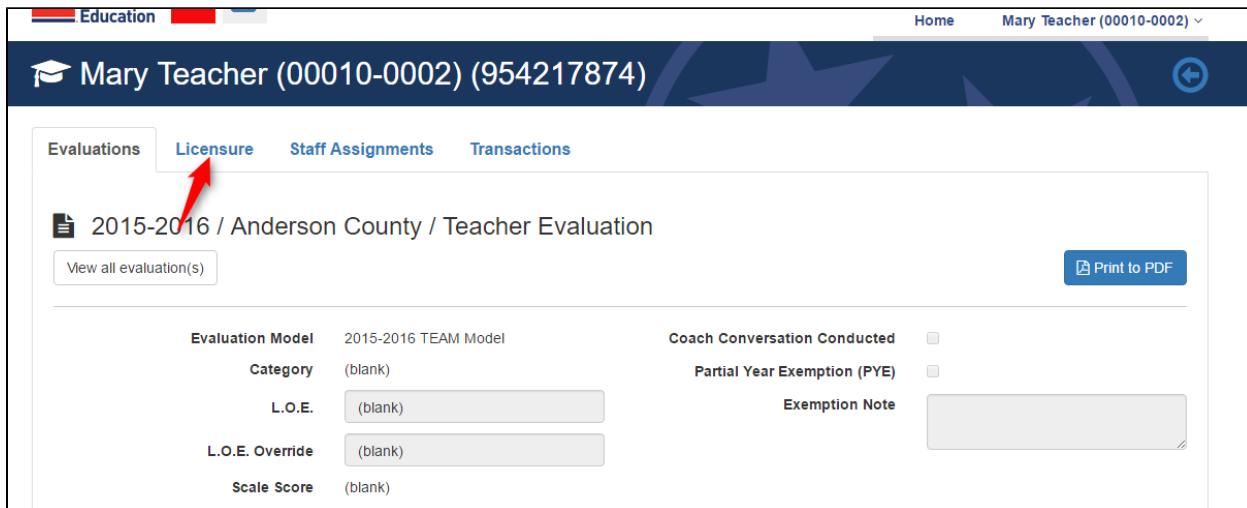 Education
Home Mary Teacher (00010-0002)
Mary Teacher (00010-0002) (954217874)
Evaluations Licensure Staff Assignments Transactions
2015-2016 / Anderson County / Teacher Evaluation
View all evaluation(s) Print to PDF
Evaluation Model 2015-2016 TEAM Model Coach Conversation Conducted
Category (blank) Partial Year Exemption (PYE)
L.O.E. (blank) Exemption Note
L.O.E. Override (blank)
Scale Score (blank)